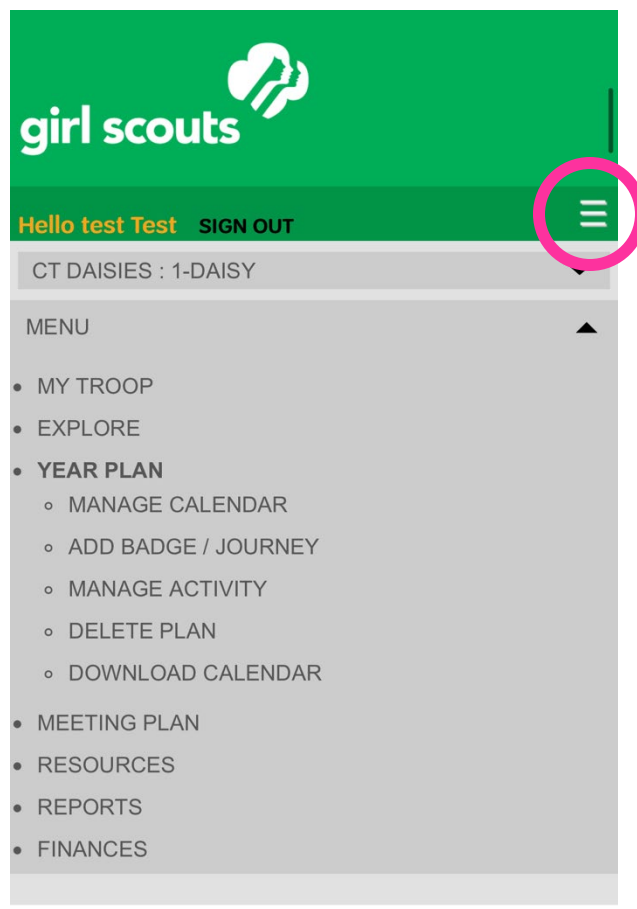 girl scouts
Hello test Test SIGN OUT
CT DAISIES : 1-DAISY
MENU
MY TROOP
EXPLORE
YEAR PLAN
MANAGE CALENDAR
ADD BADGE / JOURNEY
MANAGE ACTIVITY
DELETE PLAN
DOWNLOAD CALENDAR
MEETING PLAN
RESOURCES
REPORTS
FINANCES